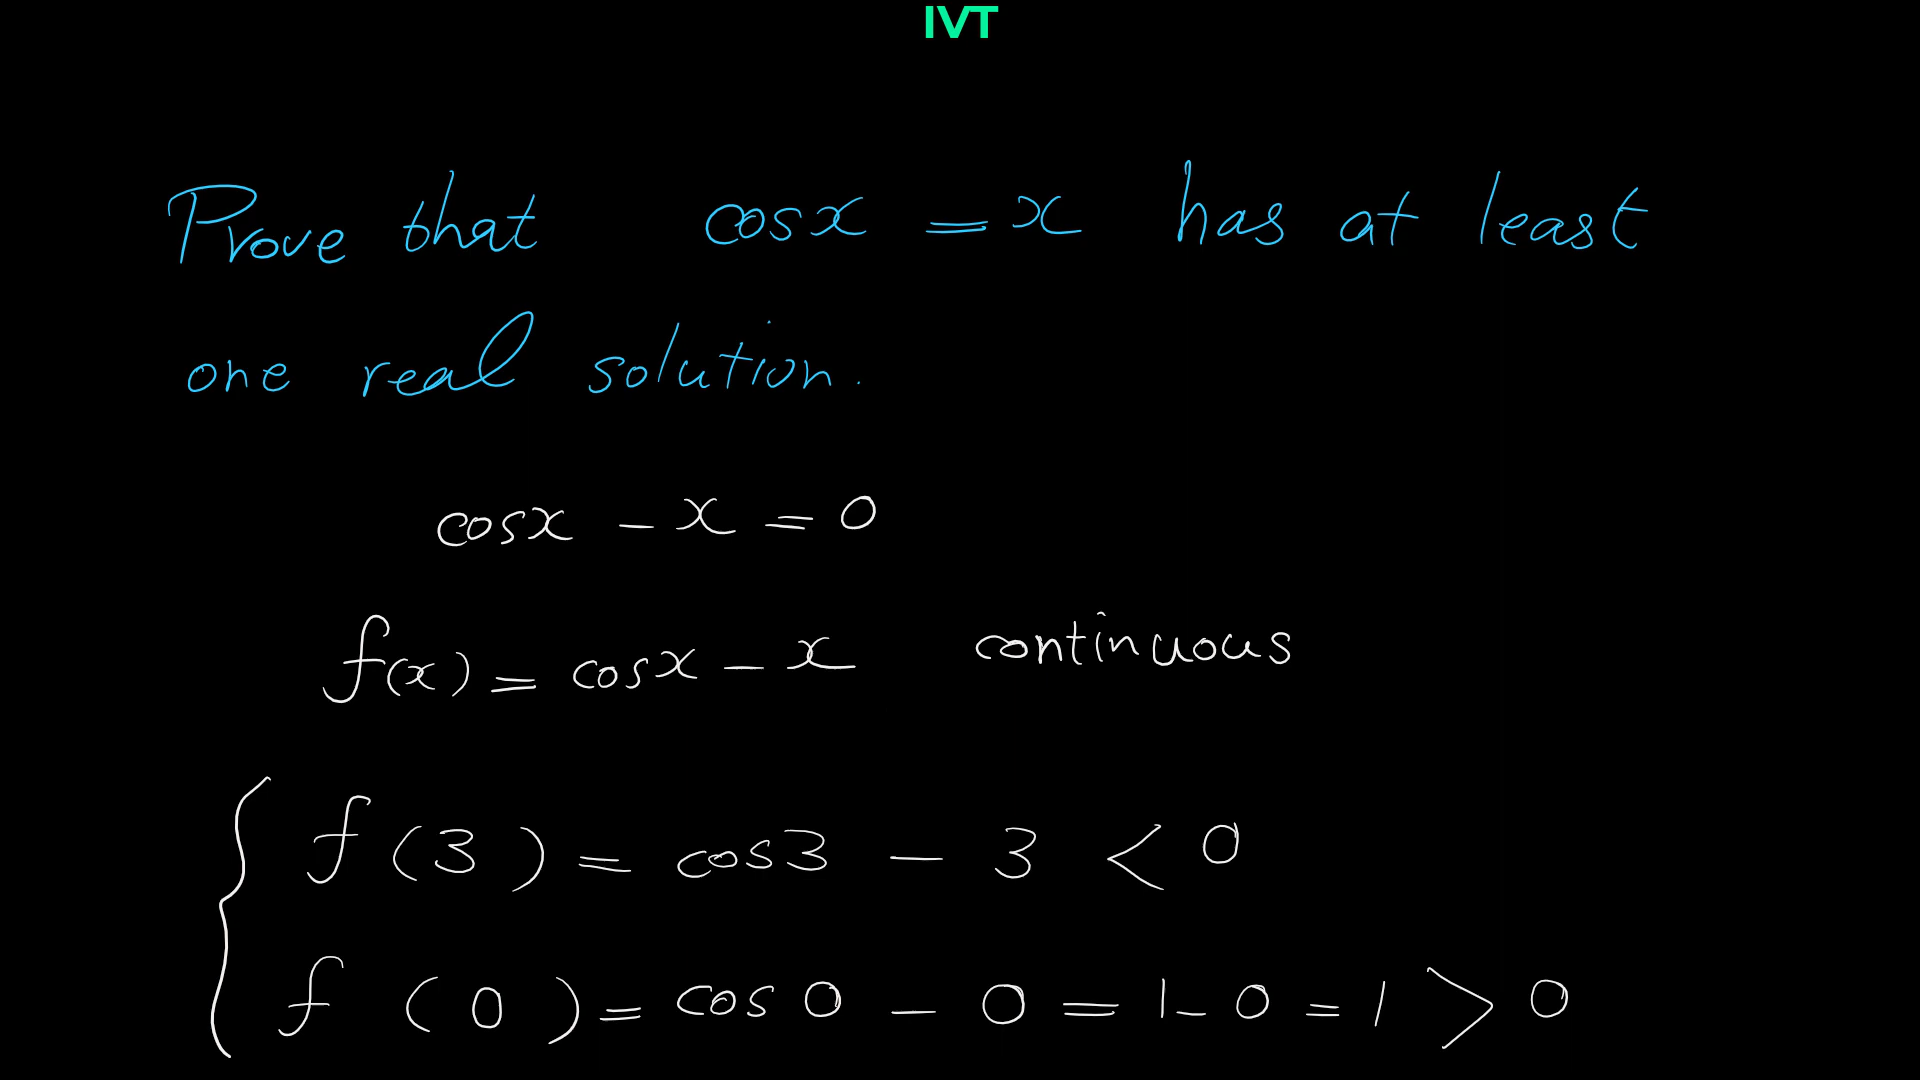 IVT
Prove that cosx = x has at least
one real solution.
cosx - x = 0
f(x) = cosx - x continuous
f(3) = cos3 - 3 < 0
f(0) = cos0 - 0 = 1-0 = 1 > 0